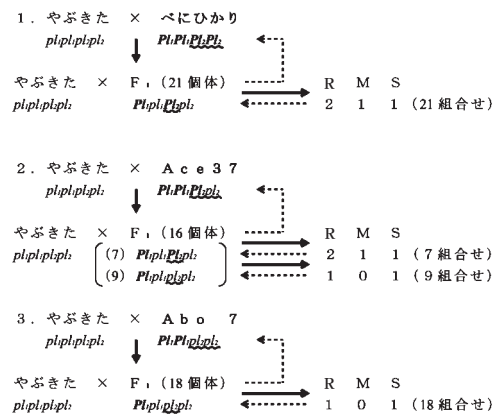 1．やぶきた × べにひかり
pl₁pl₁pl₂pl₂ Pl₁Pl₁Pl₂Pl₂
やぶきた × F₁（21個体） R M S
pl₁pl₁pl₂pl₂ Pl₁pl₁Pl₂pl₂ 2 1 1（21組合せ）
2．やぶきた × Ace37
pl₁pl₁pl₂pl₂ Pl₁Pl₁Pl₂pl₂
やぶきた × F₁（16個体） R M S
pl₁pl₁pl₂pl₂ (7) Pl₁pl₁Pl₂pl₂ 2 1 1（7組合せ）
(9) Pl₁pl₁pl₂pl₂ 1 0 1（9組合せ）
3．やぶきた × Abo 7
pl₁pl₁pl₂pl₂ Pl₁Pl₁pl₂pl₂
やぶきた × F₁（18個体） R M S
pl₁pl₁pl₂pl₂ Pl₁pl₁pl₂pl₂ 1 0 1（18組合せ）